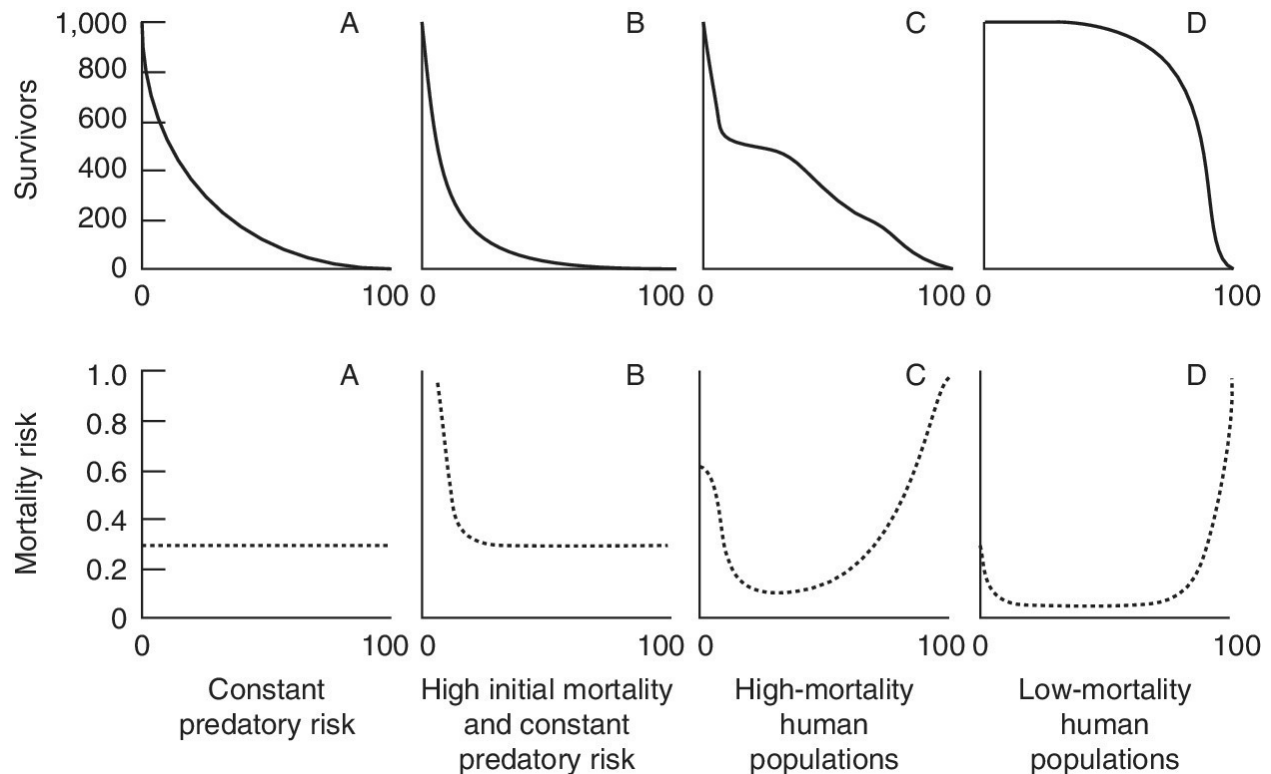 A
B
C
D
Survivors
1,000
800
600
400
200
0
0
100
0
100
0
100
0
100
A
B
C
D
Mortality risk
1.0
0.8
0.6
0.4
0.2
0
0
100
0
100
0
100
0
100
Constant
predatory risk
High initial mortality
and constant
predatory risk
High-mortality
human
populations
Low-mortality
human
populations